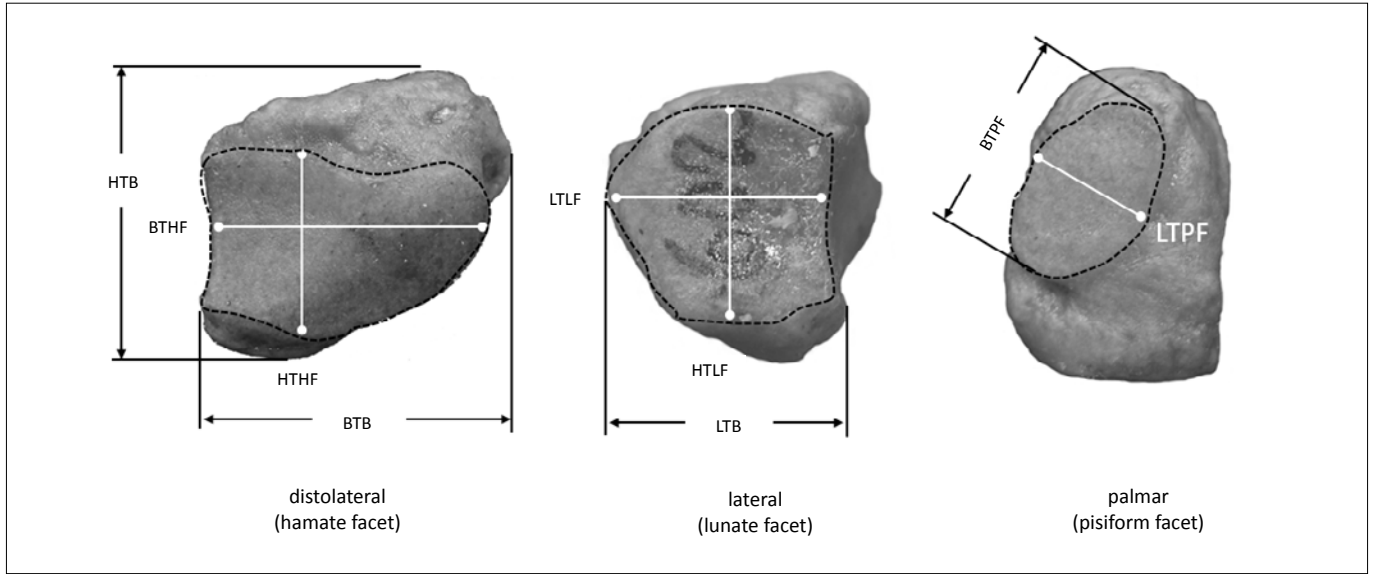 HTB
BTHF
HTHF
BTB
distolateral
(hamate facet)
LTLF
HTLF
LTB
lateral
(lunate facet)
BTPF
LTPF
palmar
(pisiform facet)